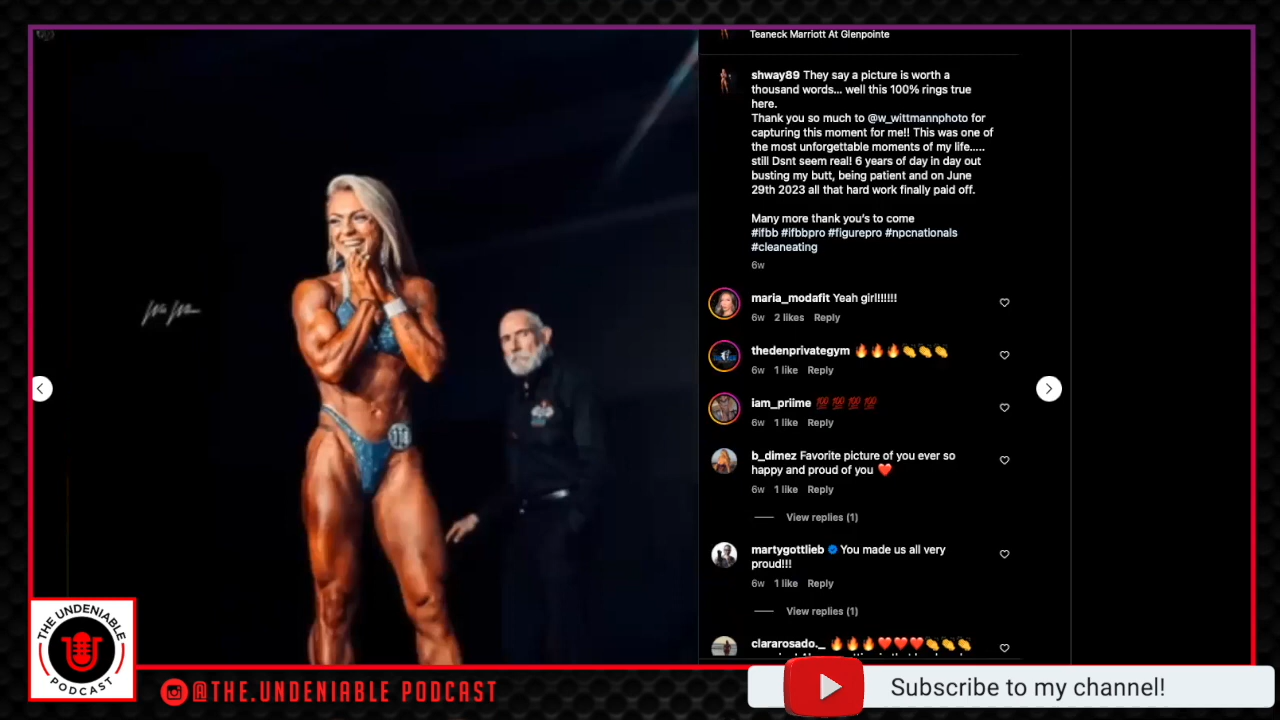 Teaneck Marriott At Glenpointe
shway89 They say a picture is worth a
thousand words... well this 100% rings true
here.
Thank you so much to @w_wittmannphoto for
capturing this moment for me!! This was one of
the most unforgettable moments of my life.....
still Dsnt seem real! 6 years of day in day out
busting my butt, being patient and on June
29th 2023 all that hard work finally paid off.
Many more thank you's to come
#ifbb #ifbbpro #figurepro #npcnationals
#cleaneating
6w
maria_modafit Yeah girl!!!!!!
6w 2 likes Reply
thedenprivategym 🔥🔥🔥👏👏👏
6w 1 like Reply
iam_priime 💯💯💯💯
6w 1 like Reply
b_dimez Favorite picture of you ever so
happy and proud of you ❤️
6w 1 like Reply
View replies (1)
martygottlieb You made us all very
proud!!!
6w 1 like Reply
View replies (1)
clararosado._ 🔥🔥🔥❤️❤️❤️👏👏👏
118
THE UNDENIABLE
PODCAST
@THE.UNDENIABLE PODCAST
Subscribe to my channel!